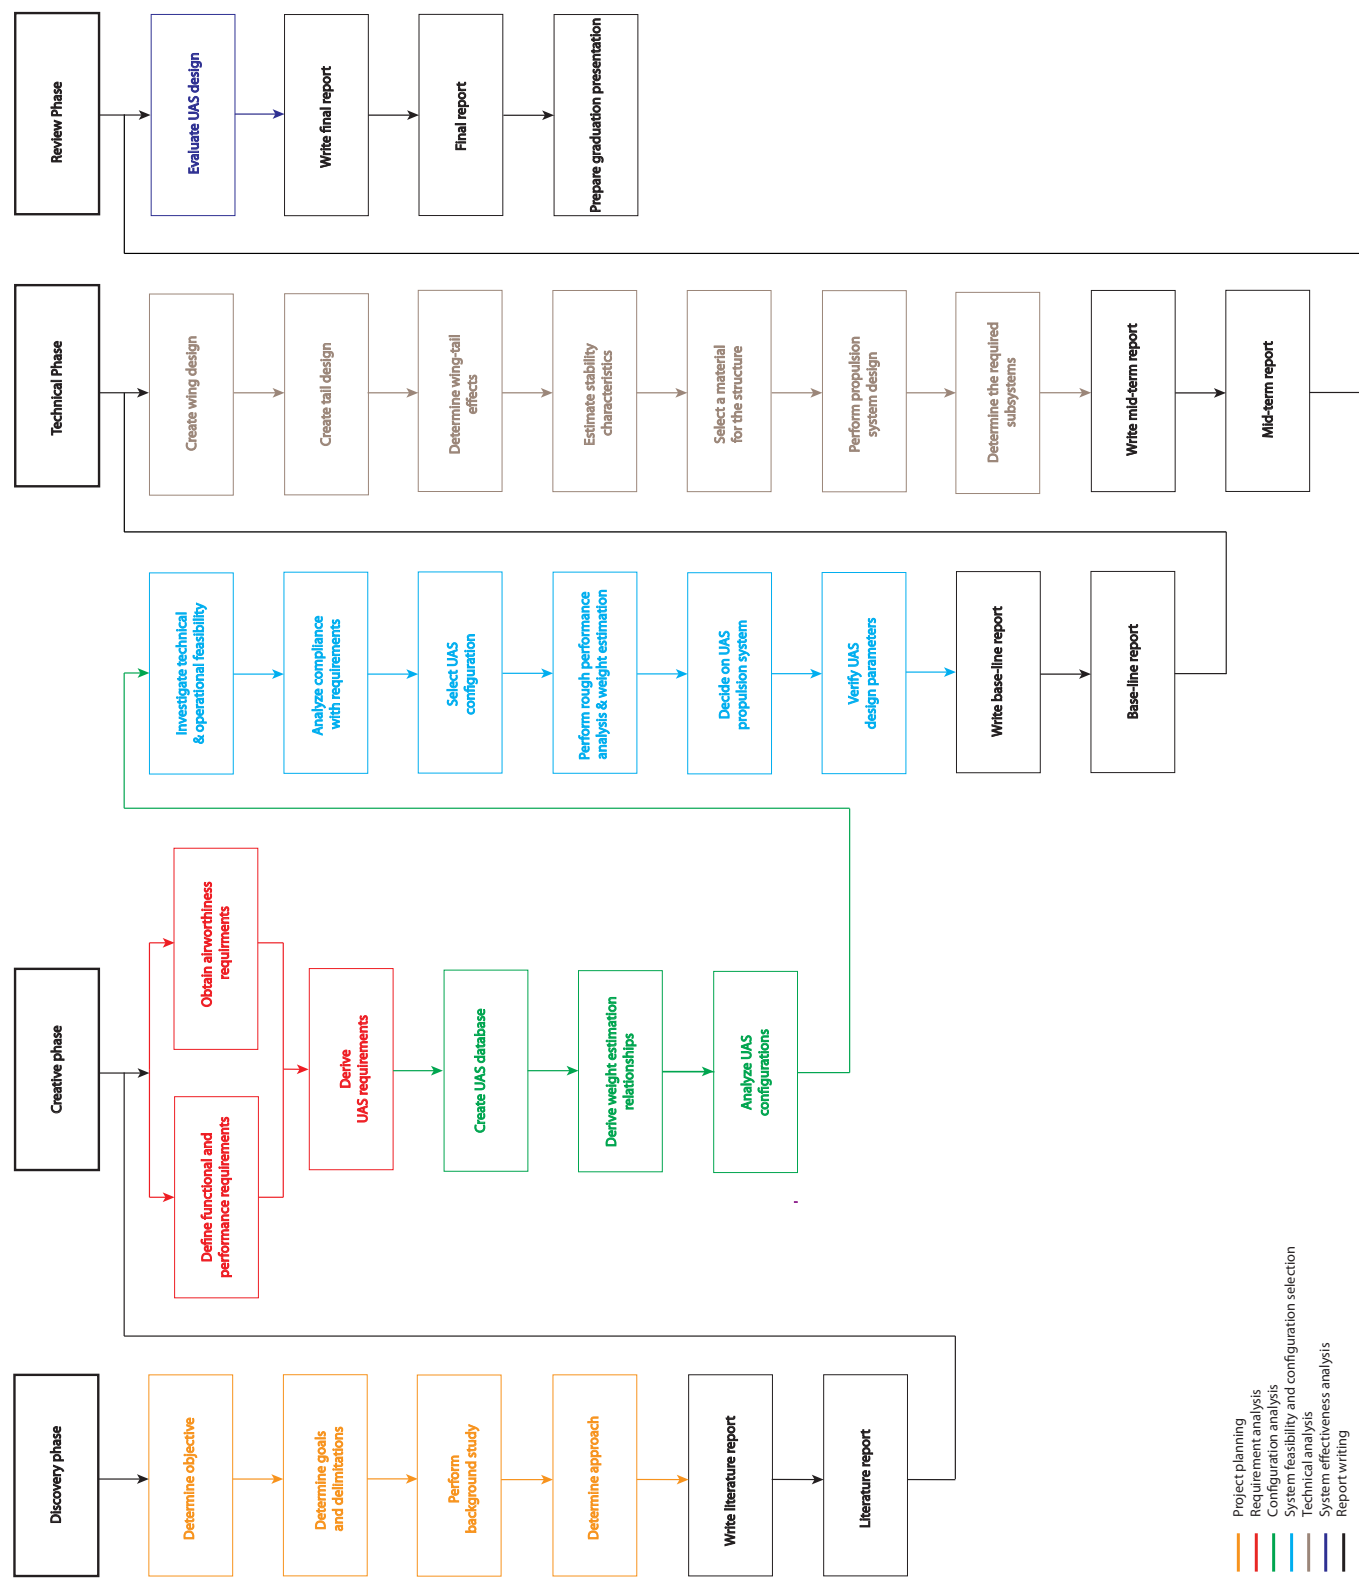 Discovery phase
Determine objective
Determine goals
and delimitations
Perform
background study
Determine approach
Write literature report
Literature report
Creative phase
Define functional and
performance requirements
Obtain airworthiness
requirments
Derive
UAS requirements
Create UAS database
Derive weight estimation
relationships
Analyze UAS
configurations
Investigate technical
& operational feasibility
Analyze compliance
with requirements
Select UAS
configuration
Perform rough performance
analysis & weight estimation
Decide on UAS
propulsion system
Verify UAS
design parameters
Write base-line report
Base-line report
Technical Phase
Create wing design
Create tail design
Determine wing-tail
effects
Estimate stability
characteristics
Select a material
for the structure
Perform propulsion
system design
Determine the required
subsystems
Write mid-term report
Mid-term report
Review Phase
Evaluate UAS design
Write final report
Final report
Prepare graduation presentation
Project planning
Requirement analysis
Configuration analysis
System feasibility and configuration selection
Technical analysis
System effectiveness analysis
Report writing